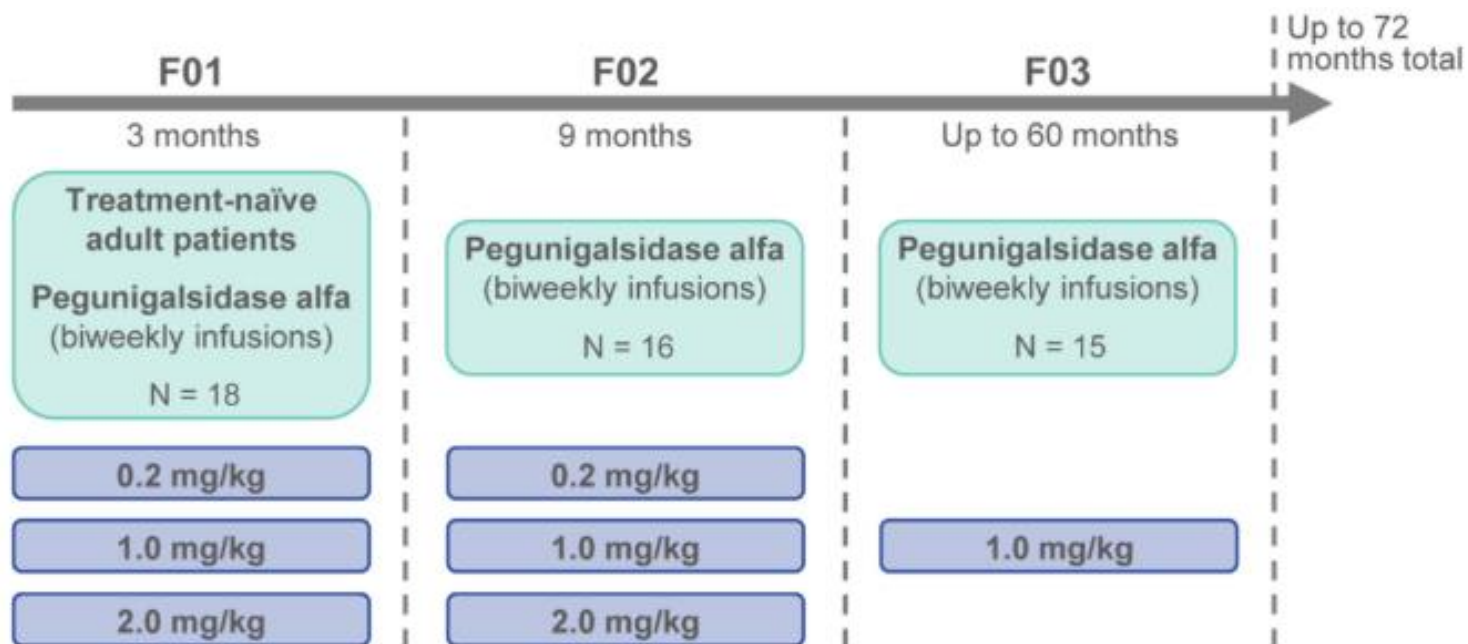 Up to 72
months total
F01
F02
F03
3 months
9 months
Up to 60 months
Treatment-naïve
adult patients
Pegunigalsidase alfa
(biweekly infusions)
N = 18
Pegunigalsidase alfa
(biweekly infusions)
N = 16
Pegunigalsidase alfa
(biweekly infusions)
N = 15
0.2 mg/kg
0.2 mg/kg
1.0 mg/kg
1.0 mg/kg
1.0 mg/kg
2.0 mg/kg
2.0 mg/kg